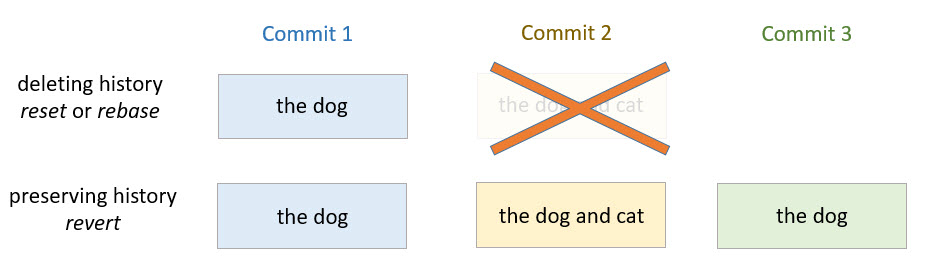 Commit 1 Commit 2 Commit 3
deleting history
reset or rebase
the dog
the dog and cat
preserving history
revert
the dog
the dog and cat
the dog